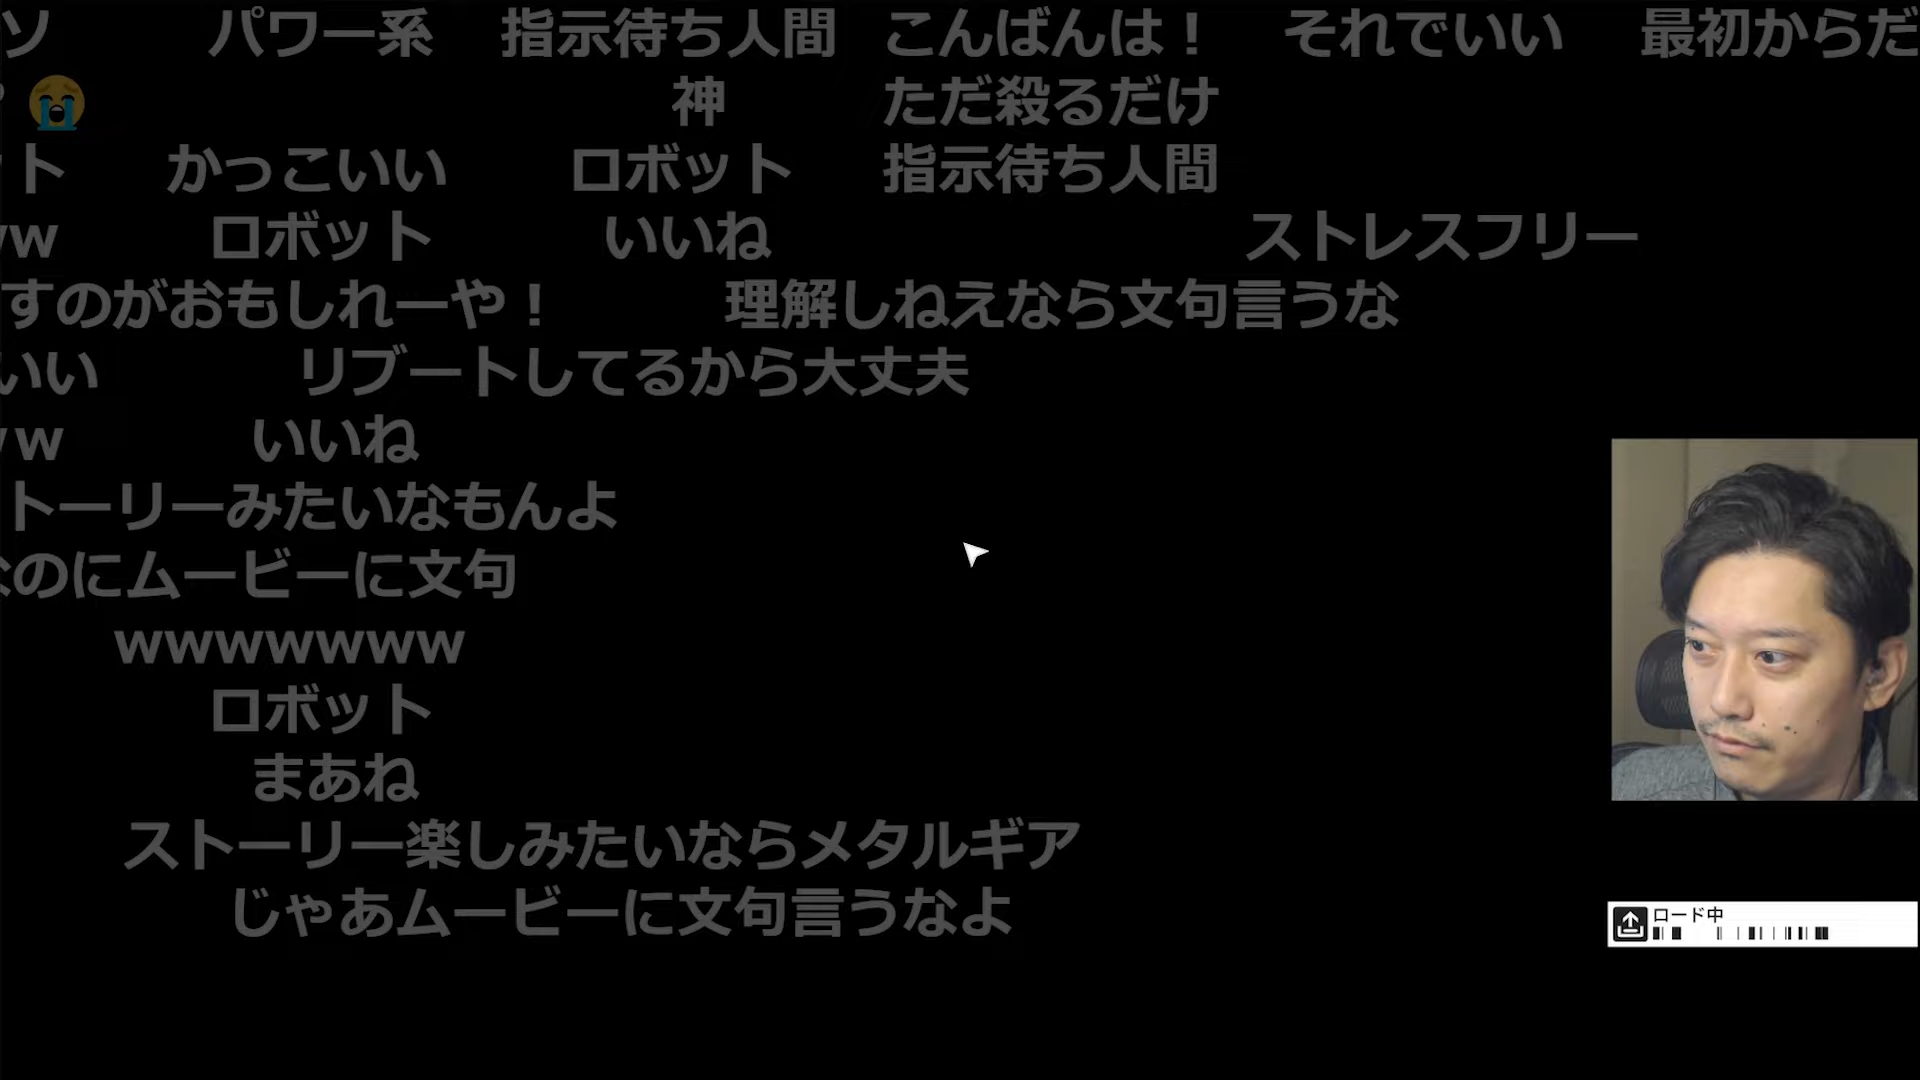 ソ パワー系 指示待ち人間 こんばんは！ それでいい 最初からだ
神 ただ殺るだけ
ット かっこいい ロボット 指示待ち人間
w ロボット いいね ストレスフリー
すのがおもしれーや！ 理解しねえなら文句言うな
いい リブートしてるから大丈夫
w いいね
トーリーみたいなもんよ
なのにムービーに文句
wwwwwww
ロボット
まあね
ストーリー楽しみたいならメタルギア
じゃあムービーに文句言うなよ
ロード中